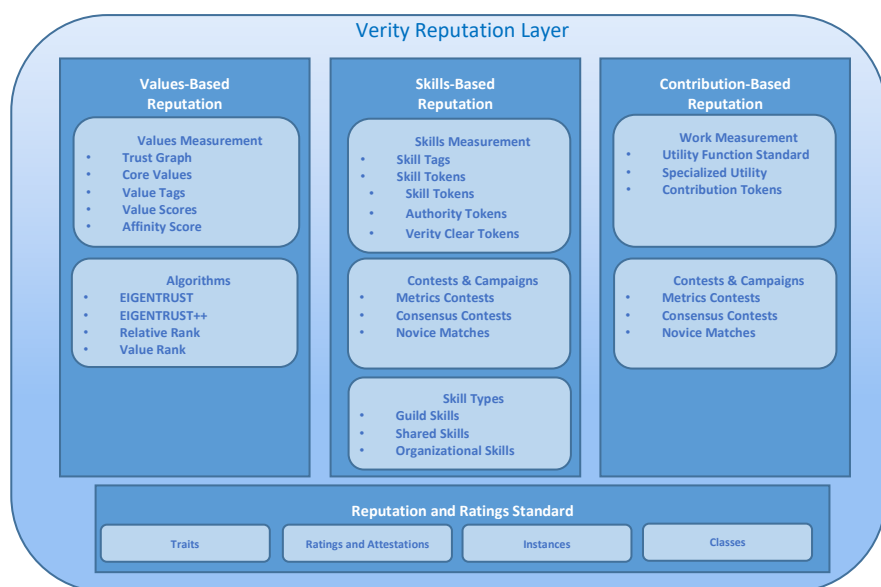 Verity Reputation Layer
Values-Based
Reputation
Values Measurement
• Trust Graph
• Core Values
• Value Tags
• Value Scores
• Affinity Score
Algorithms
• EIGENTRUST
• EIGENTRUST++
• Relative Rank
• Value Rank
Skills-Based
Reputation
Skills Measurement
• Skill Tags
• Skill Tokens
• Skill Tokens
• Authority Tokens
• Verity Clear Tokens
Contests & Campaigns
• Metrics Contests
• Consensus Contests
• Novice Matches
Skill Types
• Guild Skills
• Shared Skills
• Organizational Skills
Contribution-Based
Reputation
Work Measurement
• Utility Function Standard
• Specialized Utility
• Contribution Tokens
Contests & Campaigns
• Metrics Contests
• Consensus Contests
• Novice Matches
Reputation and Ratings Standard
Traits
Ratings and Attestations
Instances
Classes